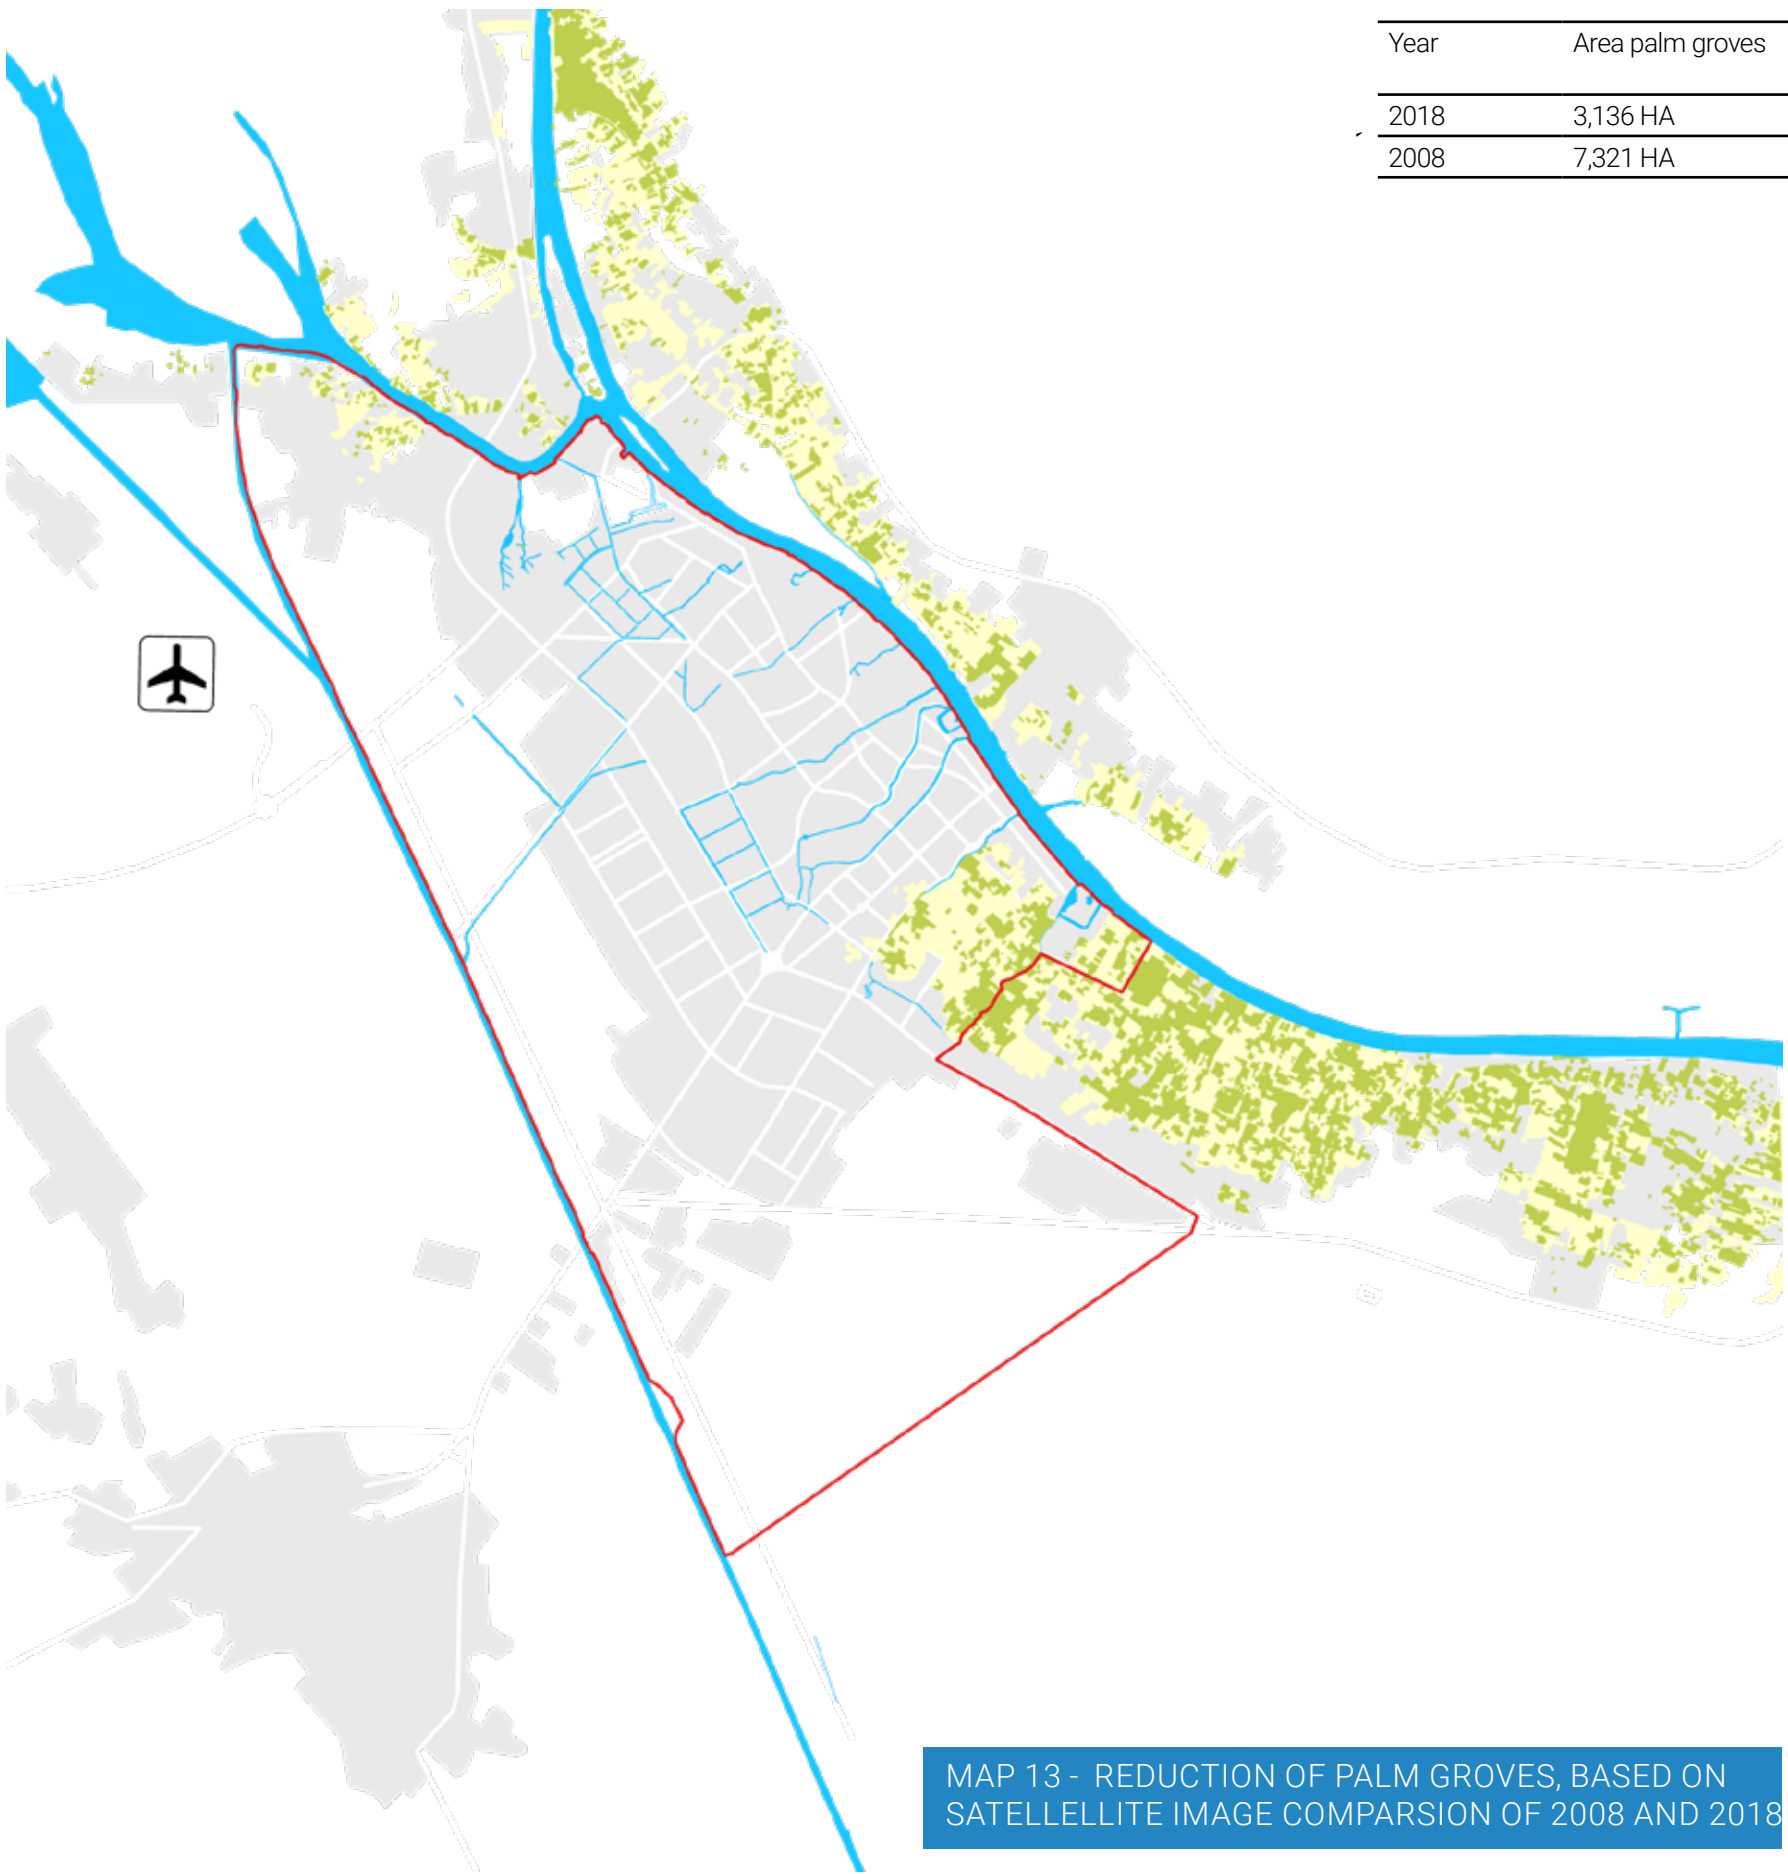 Year Area palm groves
2018 3,136 HA
2008 7,321 HA
MAP 13 - REDUCTION OF PALM GROVES, BASED ON
SATELLELLITE IMAGE COMPARSION OF 2008 AND 2018